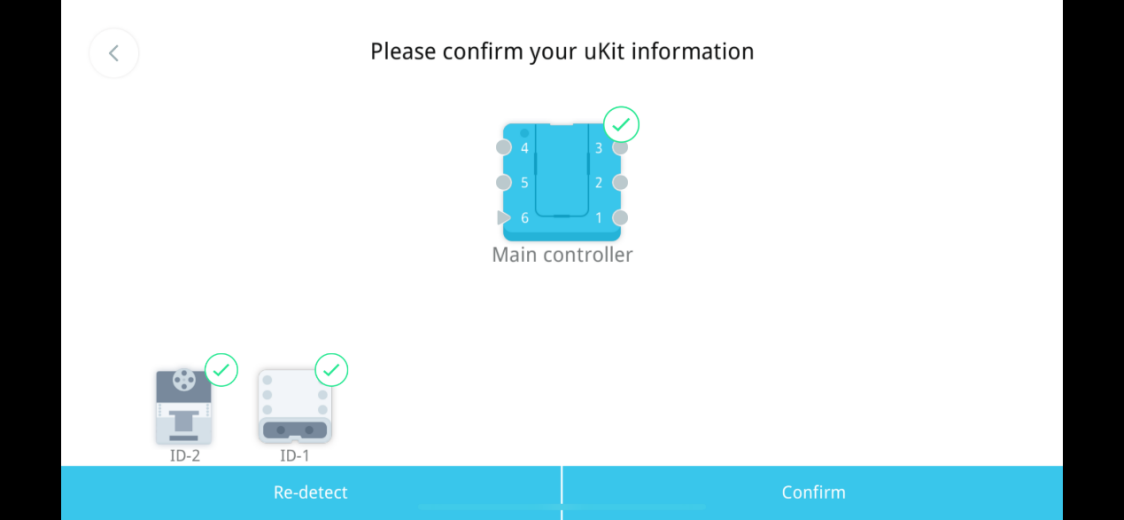 Please confirm your uKit information
4 3
5 2
6 1
Main controller
ID-2 ID-1
Re-detect Confirm